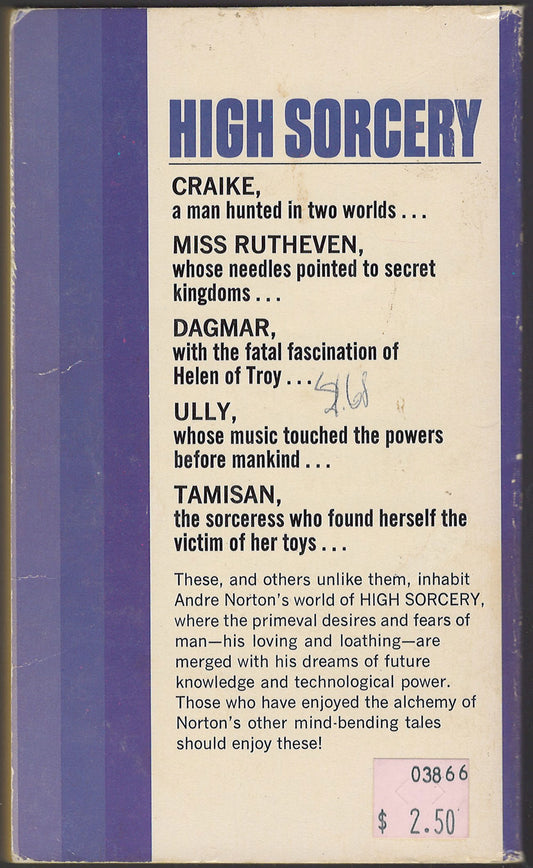 HIGH SORCERY
CRAIKE,
a man hunted in two worlds . . .
MISS RUTHEVEN,
whose needles pointed to secret
kingdoms . . .
DAGMAR,
with the fatal fascination of
Helen of Troy . . .
ULLY,
whose music touched the powers
before mankind . . .
TAMISAN,
the sorceress who found herself the
victim of her toys . . .
These, and others unlike them, inhabit
Andre Norton's world of HIGH SORCERY,
where the primeval desires and fears of
man—his loving and loathing—are
merged with his dreams of future
knowledge and technological power.
Those who have enjoyed the alchemy of
Norton's other mind-bending tales
should enjoy these!
03866
$ 2.50